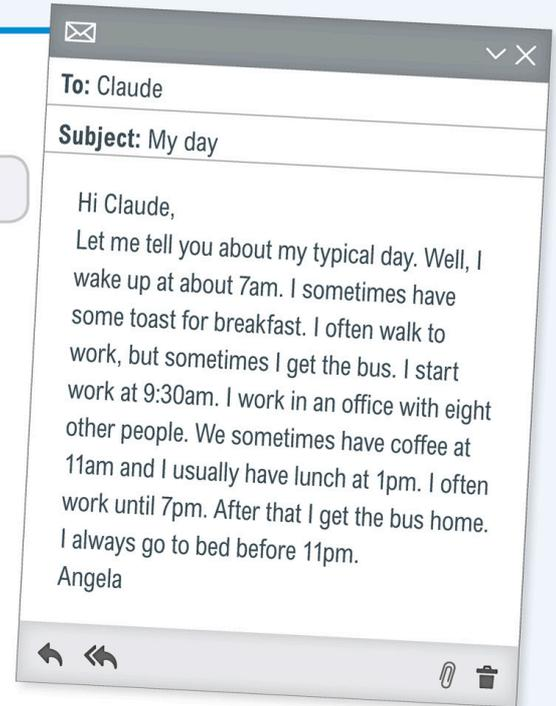 To: Claude
Subject: My day
Hi Claude,
Let me tell you about my typical day. Well, I
wake up at about 7am. I sometimes have
some toast for breakfast. I often walk to
work, but sometimes I get the bus. I start
work at 9:30am. I work in an office with eight
other people. We sometimes have coffee at
11am and I usually have lunch at 1pm. I often
work until 7pm. After that I get the bus home.
I always go to bed before 11pm.
Angela